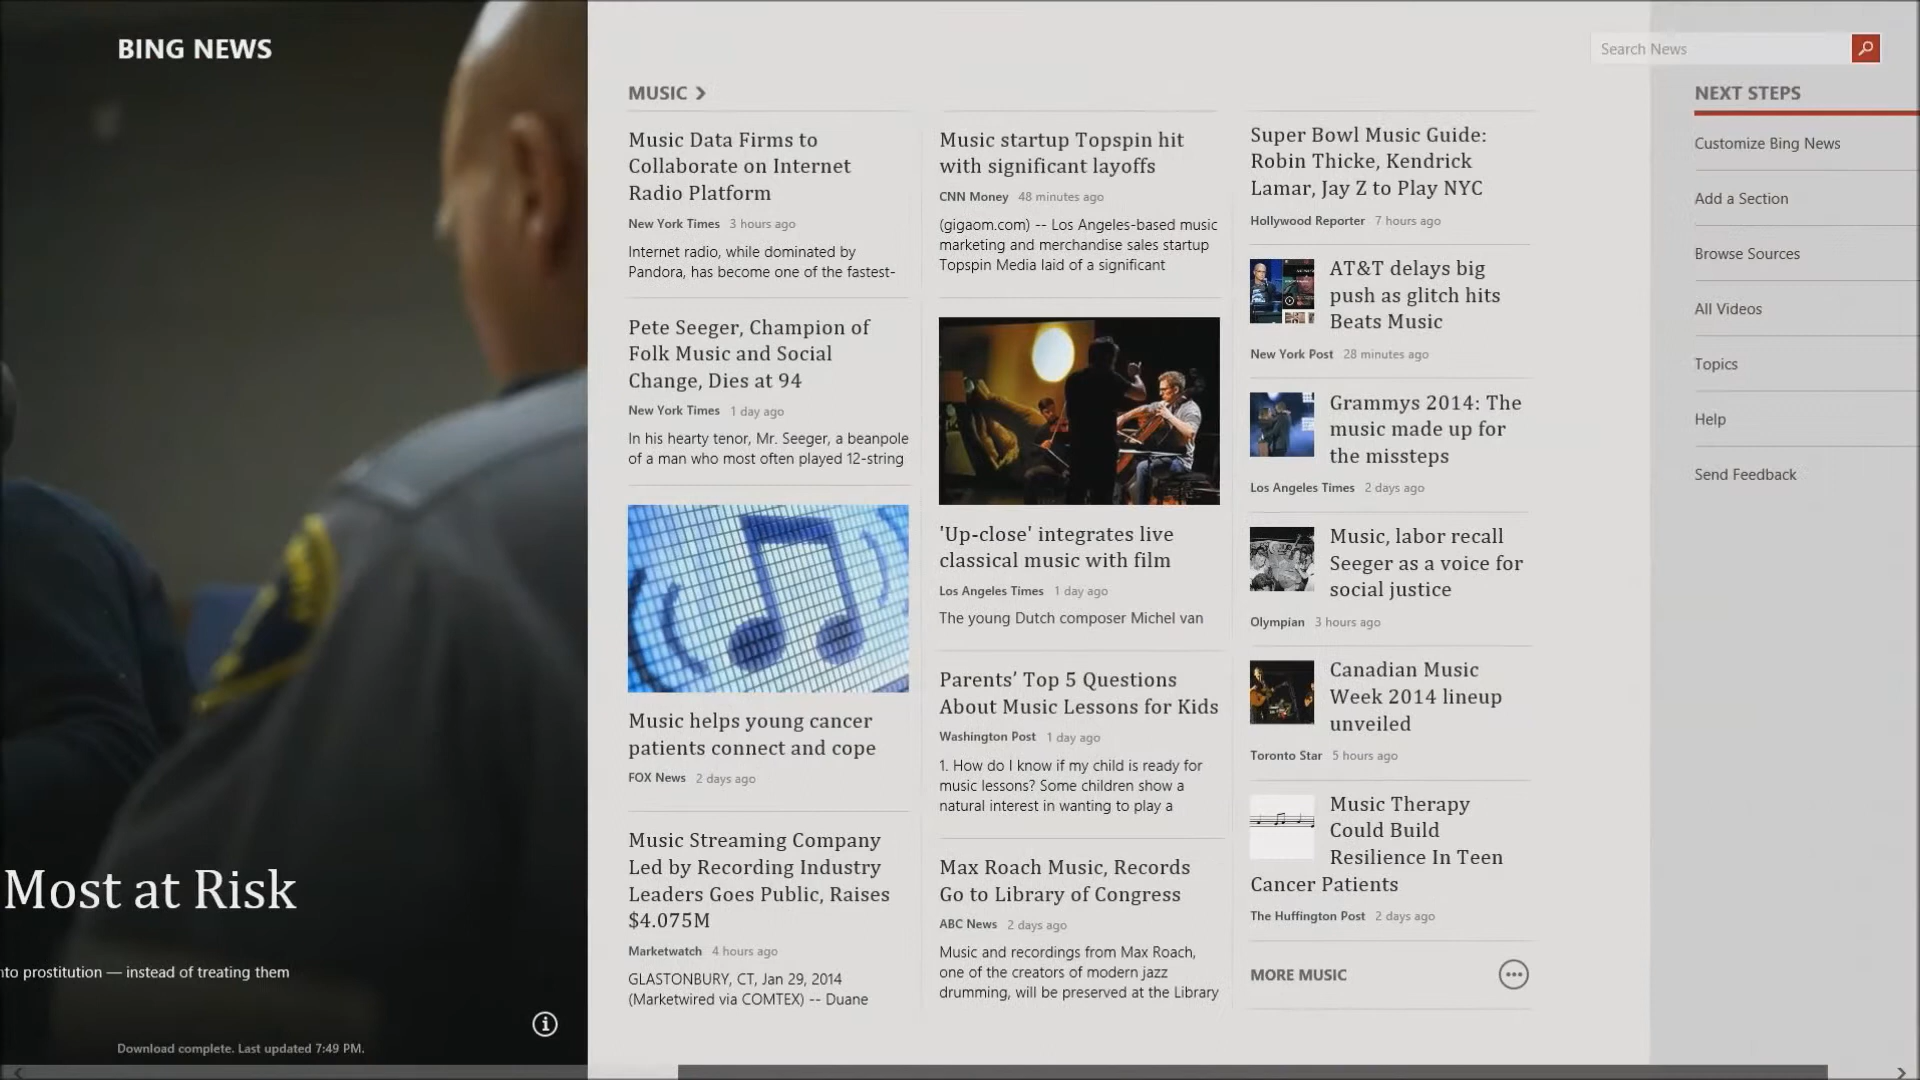 BING NEWS
Most at Risk
prostitution — instead of treating them
Download complete. Last updated 7:49 PM.
Search News
MUSIC
Music Data Firms to
Collaborate on Internet
Radio Platform
New York Times 3 hours ago
Internet radio, while dominated by
Pandora, has become one of the fastest-
Pete Seeger, Champion of
Folk Music and Social
Change, Dies at 94
New York Times 1 day ago
In his hearty tenor, Mr. Seeger, a beanpole
of a man who most often played 12-string
Music helps young cancer
patients connect and cope
FOX News 2 days ago
Music Streaming Company
Led by Recording Industry
Leaders Goes Public, Raises
$4.075M
Marketwatch 4 hours ago
GLASTONBURY, CT, Jan 29, 2014
(Marketwired via COMTEX) -- Duane
Music startup Topspin hit
with significant layoffs
CNN Money 48 minutes ago
(gigaom.com) -- Los Angeles-based music
marketing and merchandise sales startup
Topspin Media laid of a significant
'Up-close' integrates live
classical music with film
Los Angeles Times 1 day ago
The young Dutch composer Michel van
Parents’ Top 5 Questions
About Music Lessons for Kids
Washington Post 1 day ago
1. How do I know if my child is ready for
music lessons? Some children show a
natural interest in wanting to play a
Max Roach Music, Records
Go to Library of Congress
ABC News 2 days ago
Music and recordings from Max Roach,
one of the creators of modern jazz
drumming, will be preserved at the Library
Super Bowl Music Guide:
Robin Thicke, Kendrick
Lamar, Jay Z to Play NYC
Hollywood Reporter 7 hours ago
AT&T delays big
push as glitch hits
Beats Music
New York Post 28 minutes ago
Grammys 2014: The
music made up for
the missteps
Los Angeles Times 2 days ago
Music, labor recall
Seeger as a voice for
social justice
Olympian 3 hours ago
Canadian Music
Week 2014 lineup
unveiled
Toronto Star 5 hours ago
Music Therapy
Could Build
Resilience In Teen
Cancer Patients
The Huffington Post 2 days ago
MORE MUSIC
NEXT STEPS
Customize Bing News
Add a Section
Browse Sources
All Videos
Topics
Help
Send Feedback